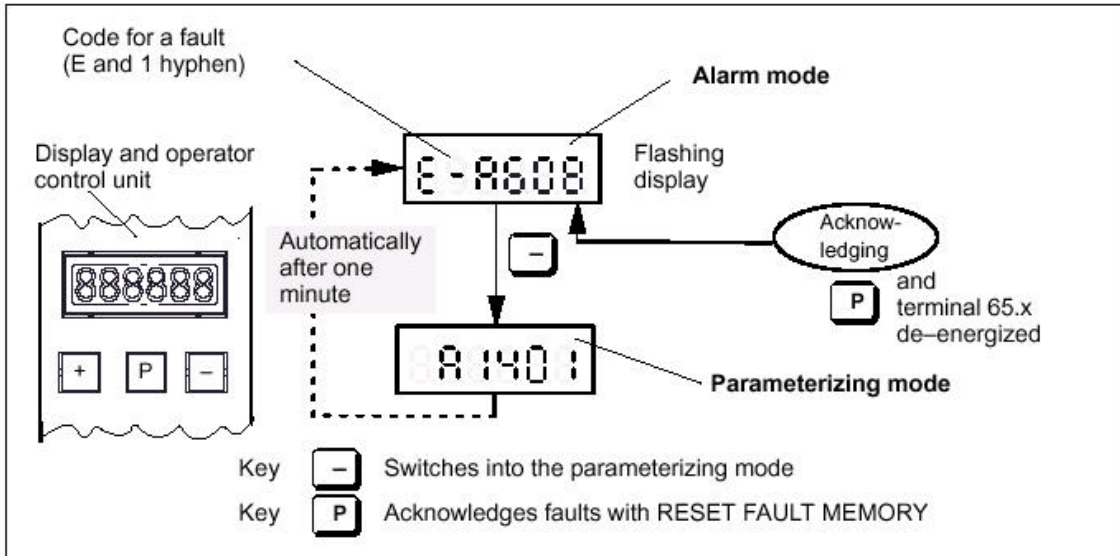 Code for a fault
(E and 1 hyphen)
Alarm mode
Display and operator
control unit
E-A608
Flashing
display
Acknow-
ledging
Automatically
after one
minute
–
888888
P
and
terminal 65.x
de–energized
+ P –
A1401
Parameterizing mode
Key – Switches into the parameterizing mode
Key P Acknowledges faults with RESET FAULT MEMORY